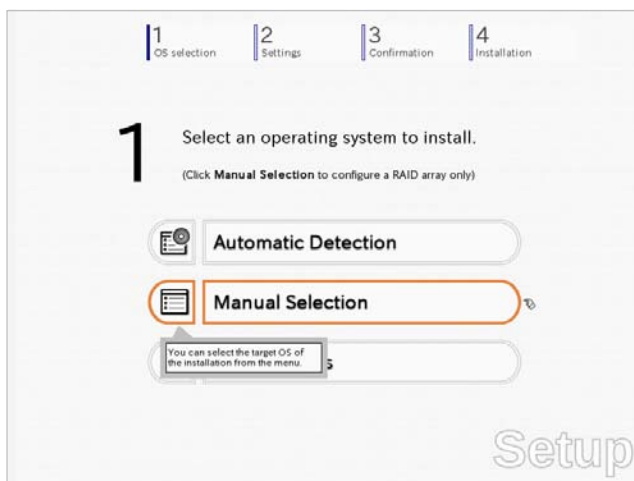 1
OS selection
2
Settings
3
Confirmation
4
Installation
1
Select an operating system to install.
(Click Manual Selection to configure a RAID array only)
Automatic Detection
Manual Selection
You can select the target OS of
the installation from the menu.
Setup